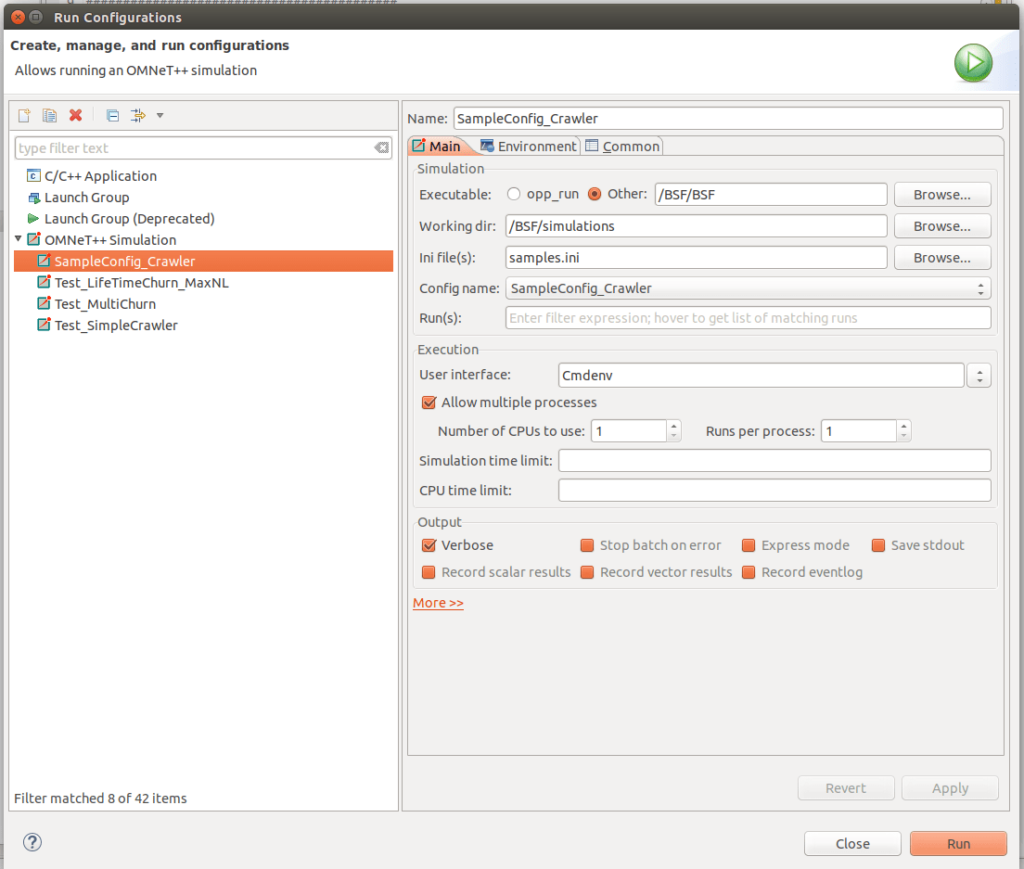 ##########################################
Run Configurations
Create, manage, and run configurations
Allows running an OMNeT++ simulation
type filter text
C/C++ Application
Launch Group
Launch Group (Deprecated)
OMNeT++ Simulation
SampleConfig_Crawler
Test_LifeTimeChurn_MaxNL
Test_MultiChurn
Test_SimpleCrawler
Filter matched 8 of 42 items
Name: SampleConfig_Crawler
Main Environment Common
Simulation
Executable: opp_run Other: /BSF/BSF Browse...
Working dir: /BSF/simulations Browse...
Ini file(s): samples.ini Browse...
Config name: SampleConfig_Crawler
Run(s): Enter filter expression; hover to get list of matching runs
Execution
User interface: Cmdenv
Allow multiple processes
Number of CPUs to use: 1 Runs per process: 1
Simulation time limit:
CPU time limit:
Output
Verbose Stop batch on error Express mode Save stdout
Record scalar results Record vector results Record eventlog
More >>
Revert Apply
? Close Run